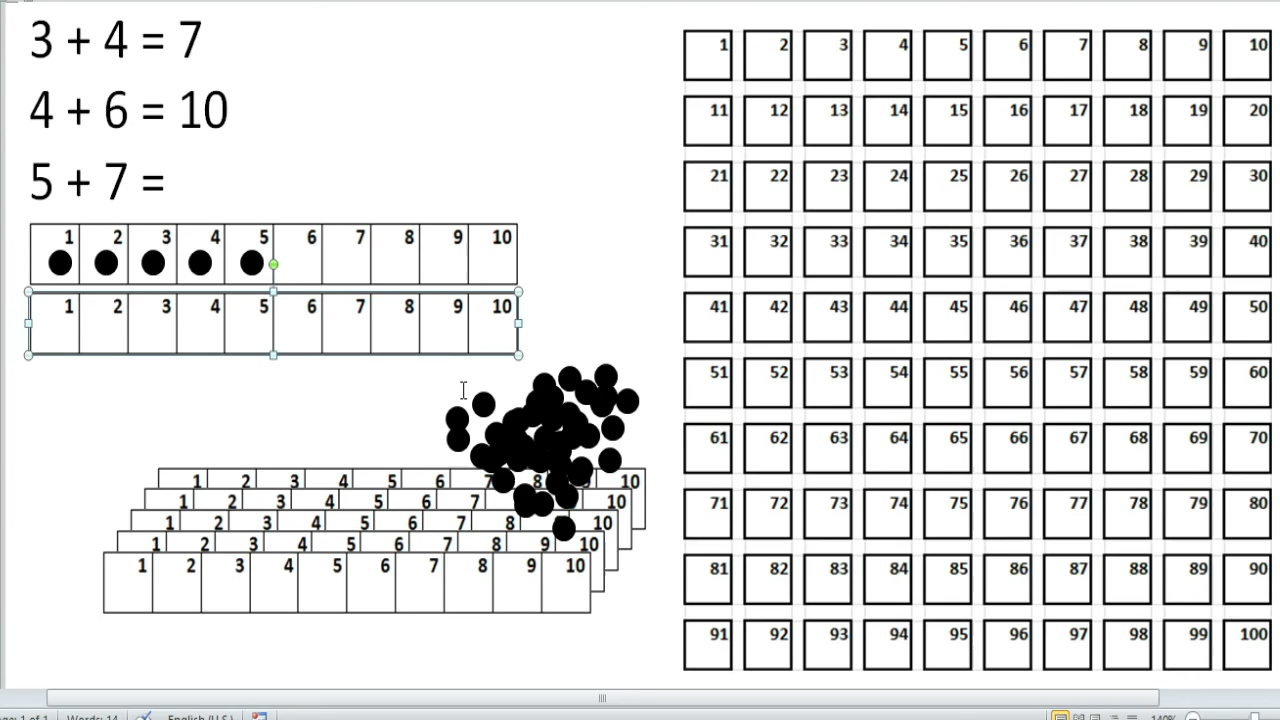 3 + 4 = 7
4 + 6 = 10
5 + 7 =
1 2 3 4 5 6 7 8 9 10
1 2 3 4 5 6 7 8 9 10
1 2 3 4 5 6 7 8 10
1 2 3 4 5 6 7 10
1 2 3 4 5 6 7 8 10
1 2 3 4 5 6 7 8 9 10
1 2 3 4 5 6 7 8 9 10
1 2 3 4 5 6 7 8 9 10
11 12 13 14 15 16 17 18 19 20
21 22 23 24 25 26 27 28 29 30
31 32 33 34 35 36 37 38 39 40
41 42 43 44 45 46 47 48 49 50
51 52 53 54 55 56 57 58 59 60
61 62 63 64 65 66 67 68 69 70
71 72 73 74 75 76 77 78 79 80
81 82 83 84 85 86 87 88 89 90
91 92 93 94 95 96 97 98 99 100
Words: 14 English (U.S.) 140%